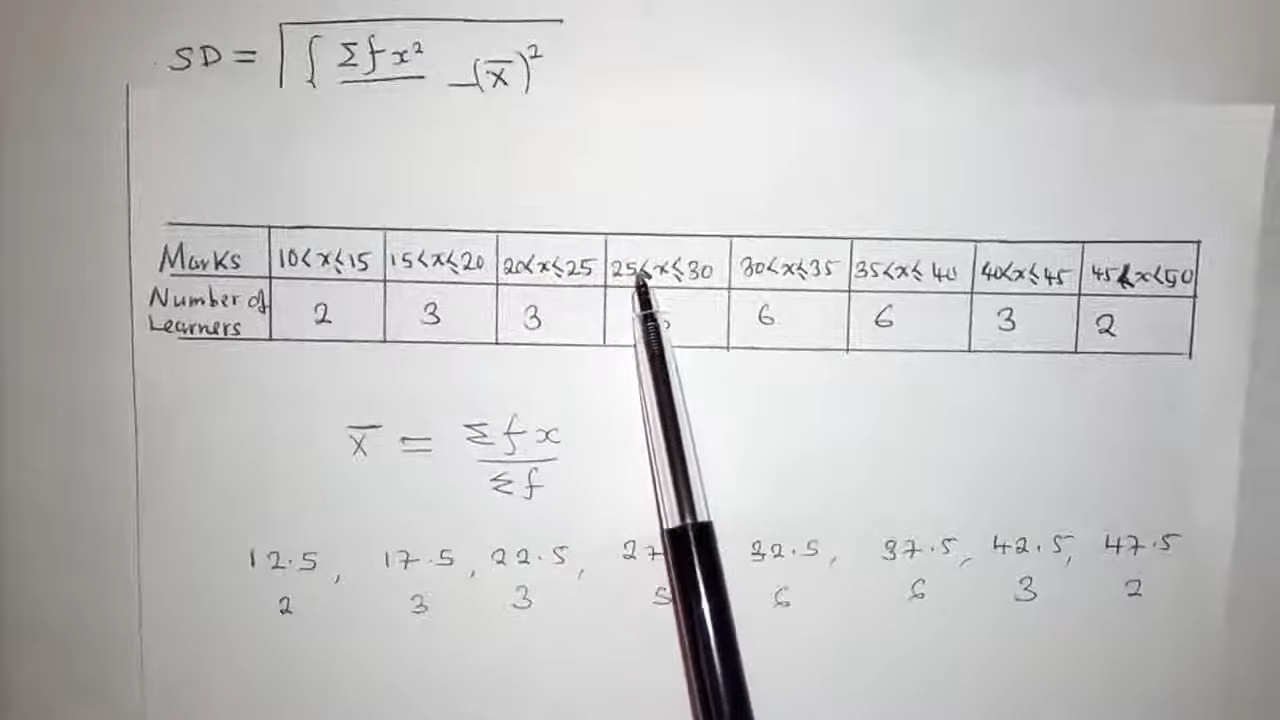 SD = √{ Σfx² -(x̄)²
Marks 10<x≤15 15<x≤20 20<x≤25 25<x≤30 30<x≤35 35<x≤40 40<x≤45 45<x<50
Number of Learners 2 3 3 6 6 3 2
x̄ = Σfx
Σf
12.5, 17.5, 22.5, 27 32.5, 37.5, 42.5, 47.5
2 3 3 5 6 6 3 2